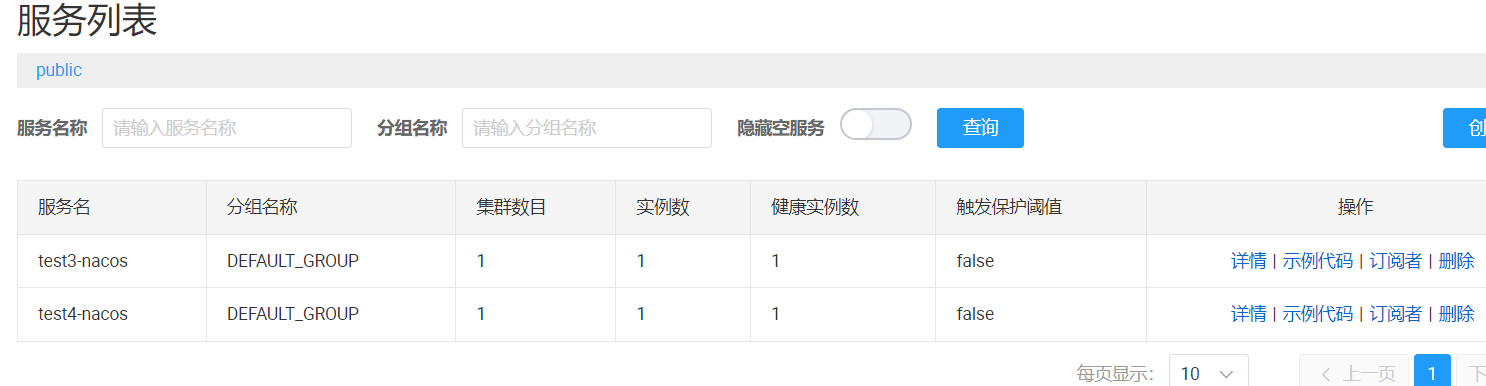 服务列表
public
服务名称 请输入服务名称 分组名称 请输入分组名称 隐藏空服务 查询 创
服务名 分组名称 集群数目 实例数 健康实例数 触发保护阈值 操作
test3-nacos DEFAULT_GROUP 1 1 1 false 详情 | 示例代码 | 订阅者 | 删除
test4-nacos DEFAULT_GROUP 1 1 1 false 详情 | 示例代码 | 订阅者 | 删除
每页显示: 10 上一页 1 下